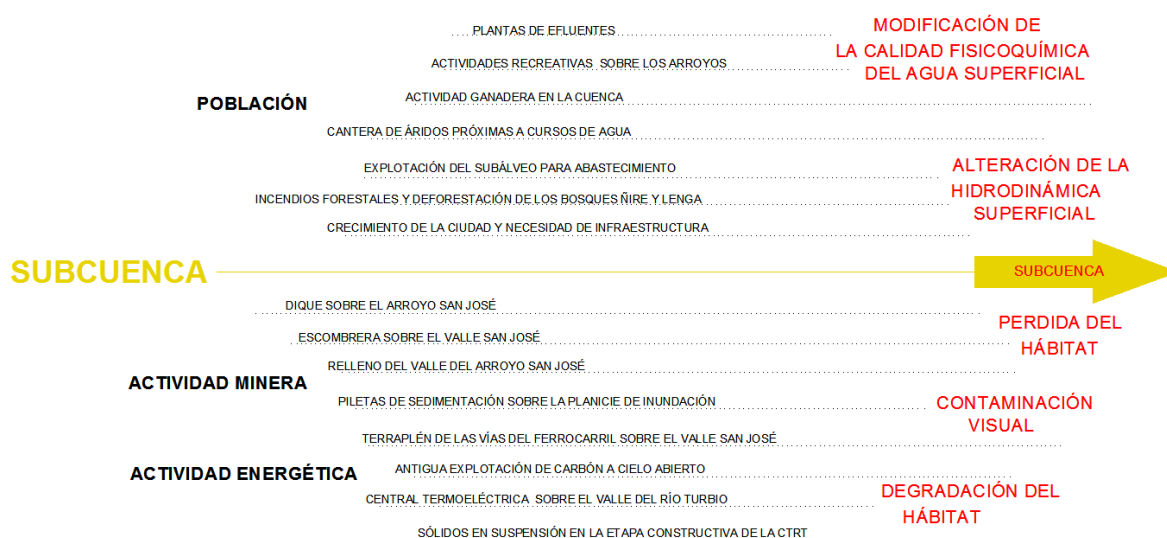 PLANTAS DE EFLUENTES
MODIFICACIÓN DE
LA CALIDAD FISICOQUÍMICA
DEL AGUA SUPERFICIAL
ACTIVIDADES RECREATIVAS SOBRE LOS ARROYOS
POBLACIÓN
ACTIVIDAD GANADERA EN LA CUENCA
CANTERA DE ÁRIDOS PRÓXIMAS A CURSOS DE AGUA
EXPLOTACIÓN DEL SUBÁLVEO PARA ABASTECIMIENTO
ALTERACIÓN DE LA
HIDRODINÁMICA
SUPERFICIAL
INCENDIOS FORESTALES Y DEFORESTACIÓN DE LOS BOSQUES ÑIRE Y LENGA
CRECIMIENTO DE LA CIUDAD Y NECESIDAD DE INFRAESTRUCTURA
SUBCUENCA
SUBCUENCA
DIQUE SOBRE EL ARROYO SAN JOSÉ
PERDIDA DEL
HÁBITAT
ESCOMBRERA SOBRE EL VALLE SAN JOSÉ
RELLENO DEL VALLE DEL ARROYO SAN JOSÉ
ACTIVIDAD MINERA
PILETAS DE SEDIMENTACIÓN SOBRE LA PLANICIE DE INUNDACIÓN
CONTAMINACIÓN
VISUAL
TERRAPLÉN DE LAS VÍAS DEL FERROCARRIL SOBRE EL VALLE SAN JOSÉ
ACTIVIDAD ENERGÉTICA
ANTIGUA EXPLOTACIÓN DE CARBÓN A CIELO ABIERTO
CENTRAL TERMOELÉCTRICA SOBRE EL VALLE DEL RÍO TURBIO
DEGRADACIÓN DEL
HÁBITAT
SÓLIDOS EN SUSPENSIÓN EN LA ETAPA CONSTRUCTIVA DE LA CTRT